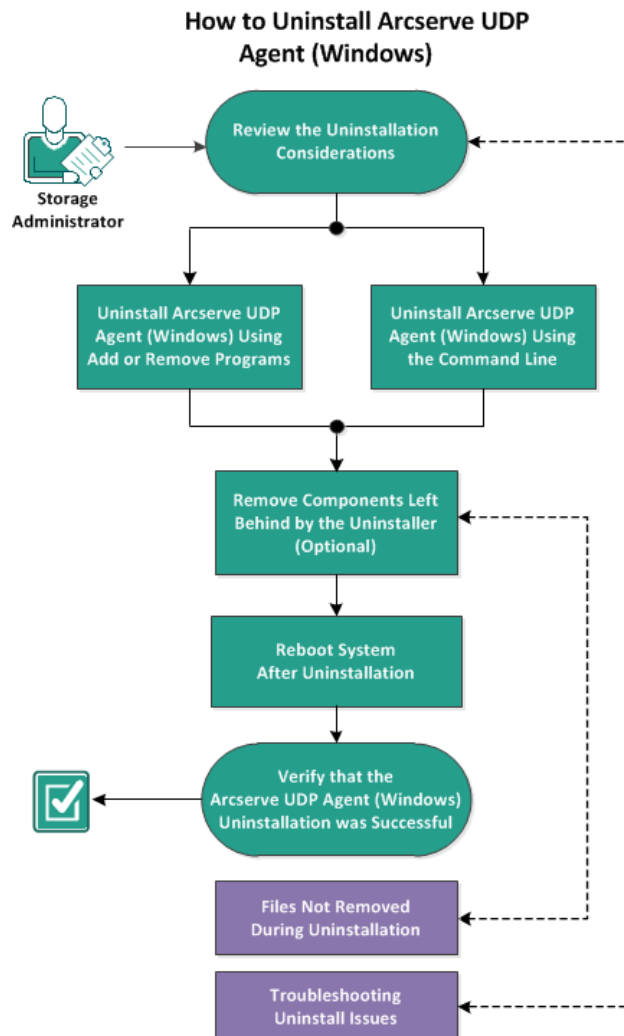 How to Uninstall Arcserve UDP
Agent (Windows)
Review the Uninstallation
Considerations
Storage
Administrator
Uninstall Arcserve UDP
Agent (Windows) Using
Add or Remove Programs
Uninstall Arcserve UDP
Agent (Windows) Using
the Command Line
Remove Components Left
Behind by the Uninstaller
(Optional)
Reboot System
After Uninstallation
Verify that the
Arcserve UDP Agent (Windows)
Uninstallation was Successful
Files Not Removed
During Uninstallation
Troubleshooting
Uninstall Issues